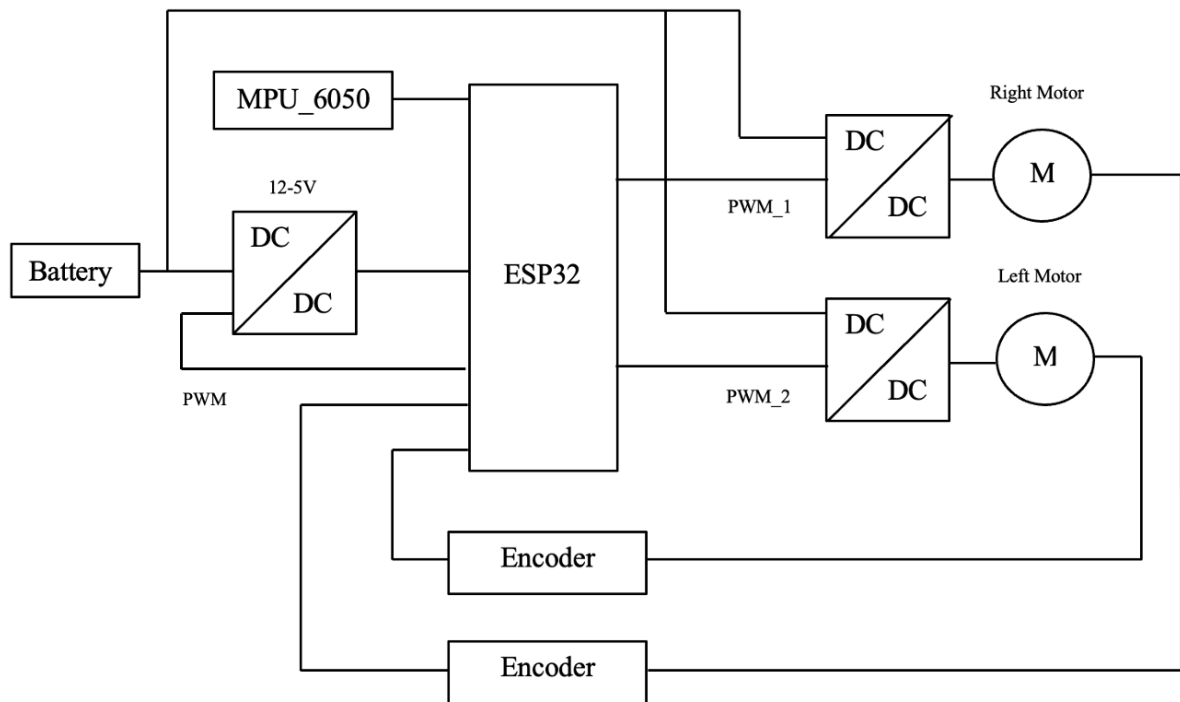 Right Motor
MPU_6050
DC
DC
M
12-5V
PWM_1
DC
DC
Battery
ESP32
Left Motor
DC
DC
M
PWM
PWM_2
Encoder
Encoder